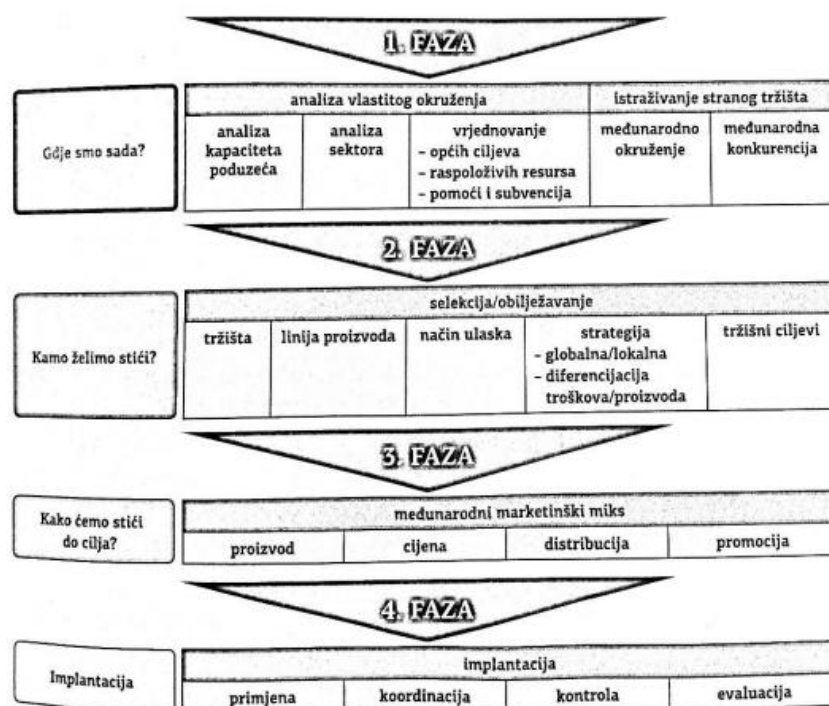 1. FAZA
Gdje smo sada?
analiza vlastitog okruženja
istraživanje stranog tržišta
analiza
kapaciteta
poduzeća
analiza
sektora
vrjednovanje
– općih ciljeva
– raspoloživih resursa
– pomoći i subvencija
međunarodno
okruženje
međunarodna
konkurencija
2. FAZA
Kamo želimo stići?
selekcija/obilježavanje
tržišta
linija proizvoda
način ulaska
strategija
– globalna/lokalna
– diferencijacija
troškova/proizvoda
tržišni ciljevi
3. FAZA
Kako ćemo stići
do cilja?
međunarodni marketinški miks
proizvod
cijena
distribucija
promocija
4. FAZA
Implantacija
implantacija
primjena
koordinacija
kontrola
evaluacija